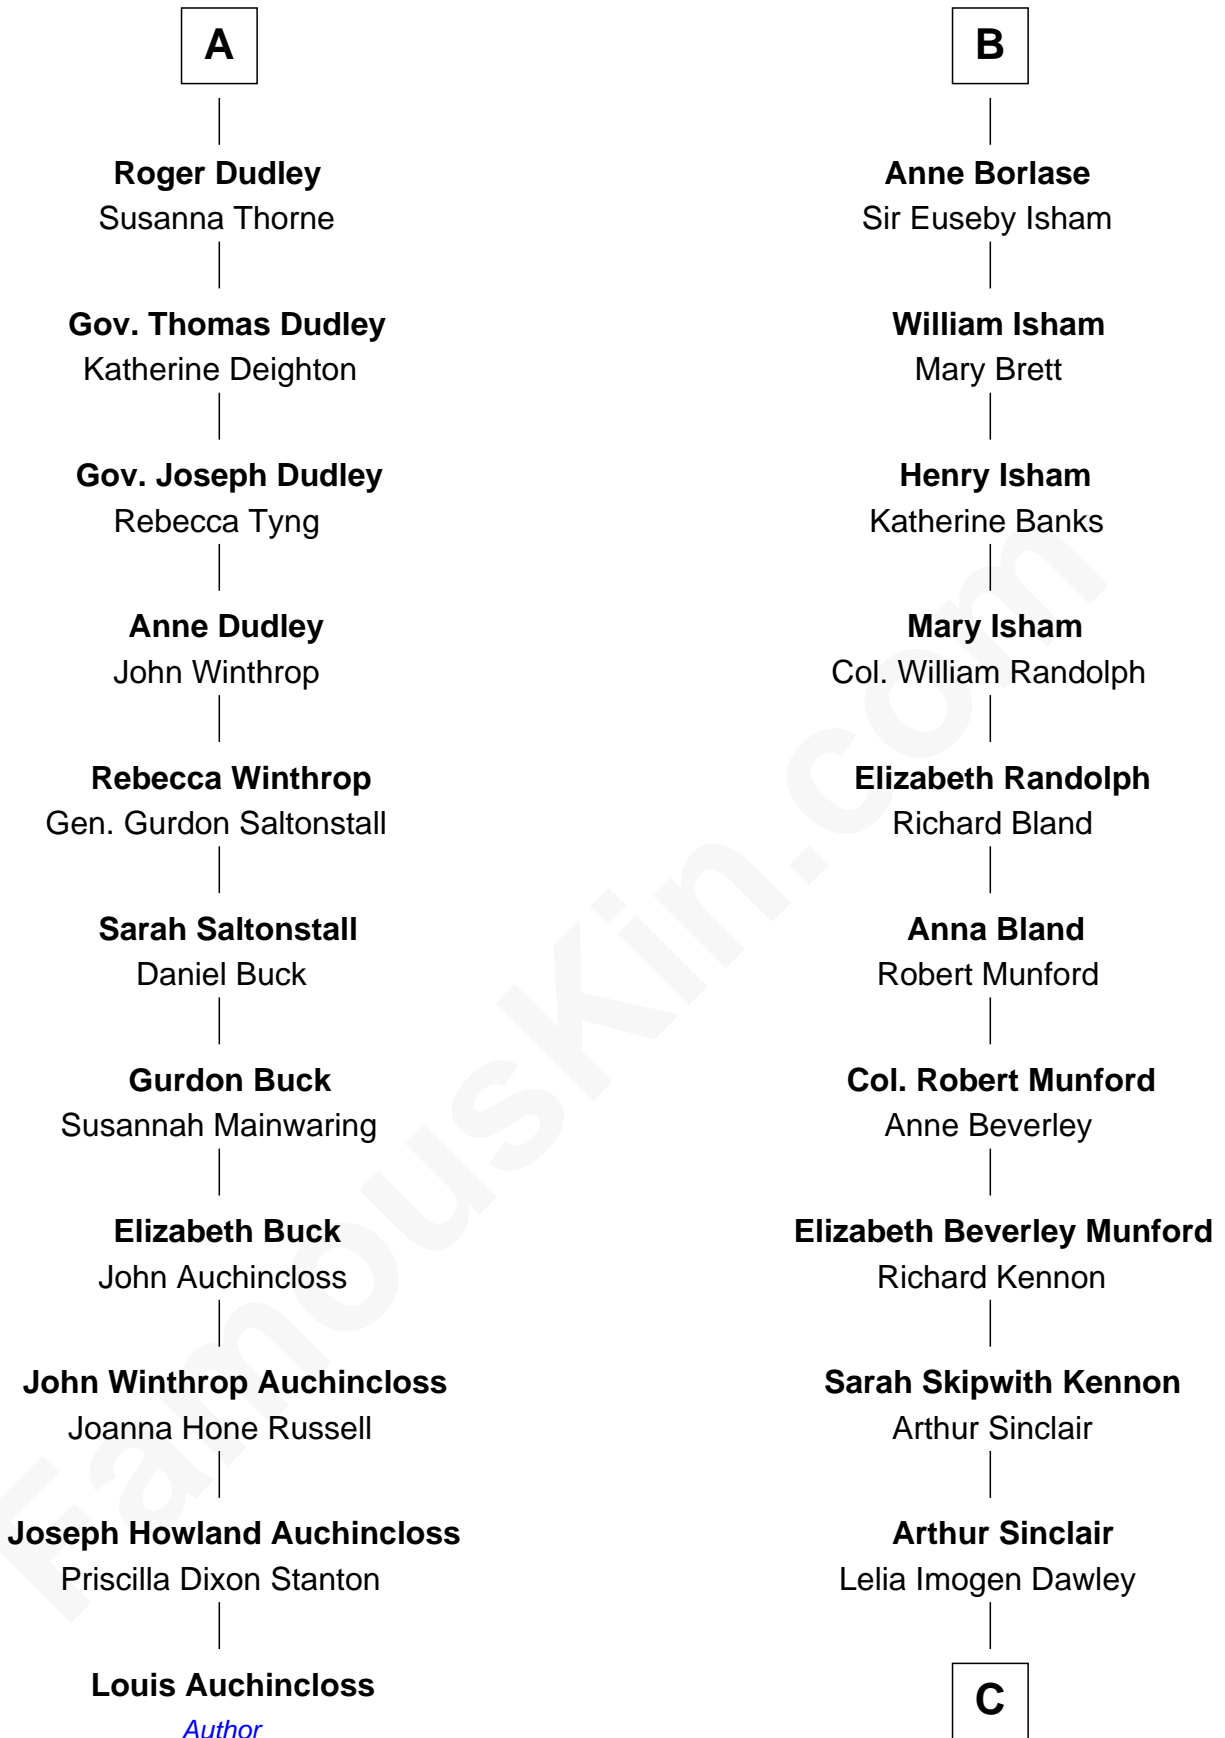 A
Roger Dudley
Susanna Thorne
Gov. Thomas Dudley
Katherine Deighton
Gov. Joseph Dudley
Rebecca Tyng
Anne Dudley
John Winthrop
Rebecca Winthrop
Gen. Gurdon Saltonstall
Sarah Saltonstall
Daniel Buck
Gurdon Buck
Susannah Mainwaring
Elizabeth Buck
John Auchincloss
John Winthrop Auchincloss
Joanna Hone Russell
Joseph Howland Auchincloss
Priscilla Dixon Stanton
Louis Auchincloss
Author
B
Anne Borlase
Sir Euseby Isham
William Isham
Mary Brett
Henry Isham
Katherine Banks
Mary Isham
Col. William Randolph
Elizabeth Randolph
Richard Bland
Anna Bland
Robert Munford
Col. Robert Munford
Anne Beverley
Elizabeth Beverley Munford
Richard Kennon
Sarah Skipwith Kennon
Arthur Sinclair
Arthur Sinclair
Lelia Imogen Dawley
C
FamousKin.com